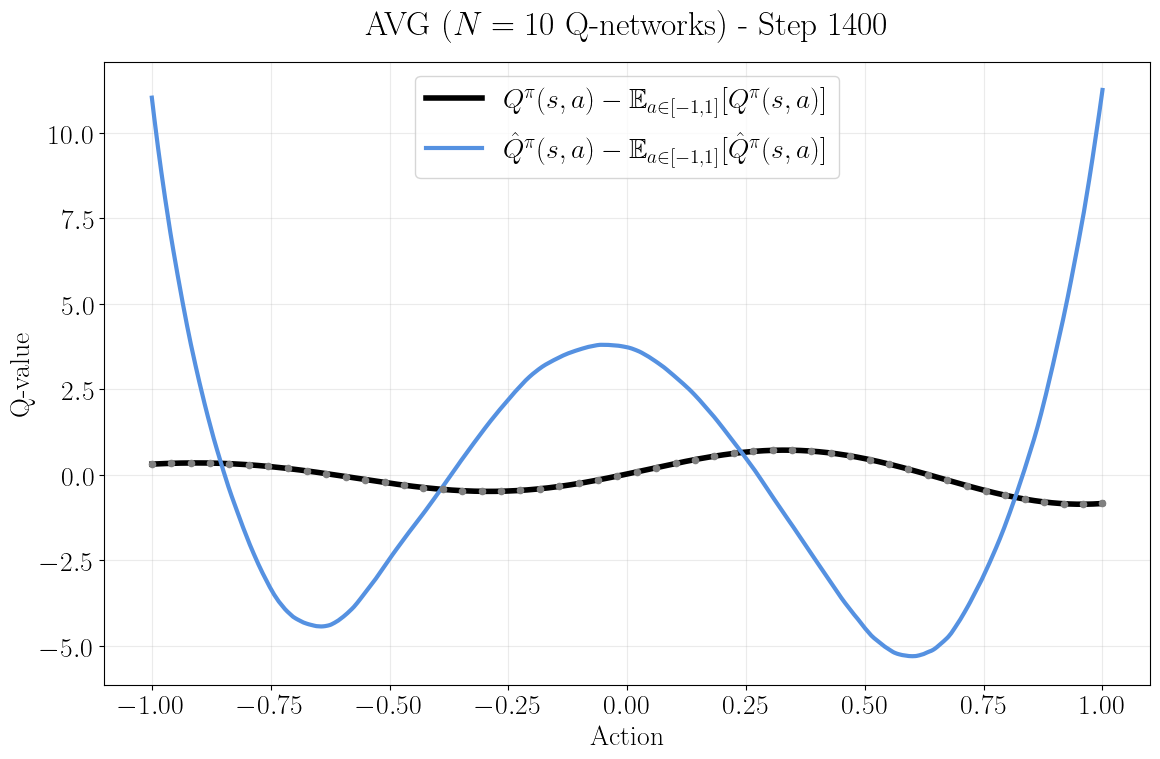 AVG (N = 10 Q-networks) - Step 1400
Q^π(s, a) − 𝔼_{a∈[−1,1]}[Q^π(s, a)]
Q̂^π(s, a) − 𝔼_{a∈[−1,1]}[Q̂^π(s, a)]
Q-value
10.0
7.5
5.0
2.5
0.0
−2.5
−5.0
−1.00 −0.75 −0.50 −0.25 0.00 0.25 0.50 0.75 1.00
Action